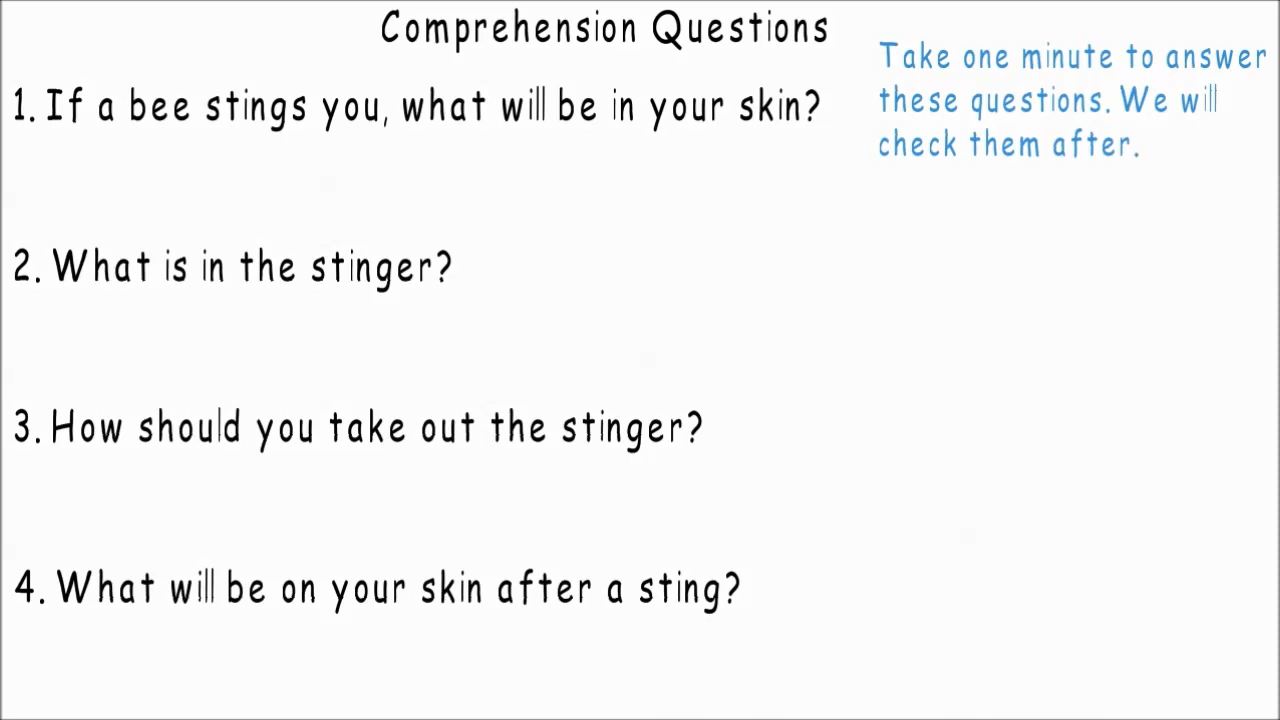 Comprehension Questions
Take one minute to answer
these questions. We will
check them after.
1. If a bee stings you, what will be in your skin?
2. What is in the stinger?
3. How should you take out the stinger?
4. What will be on your skin after a sting?